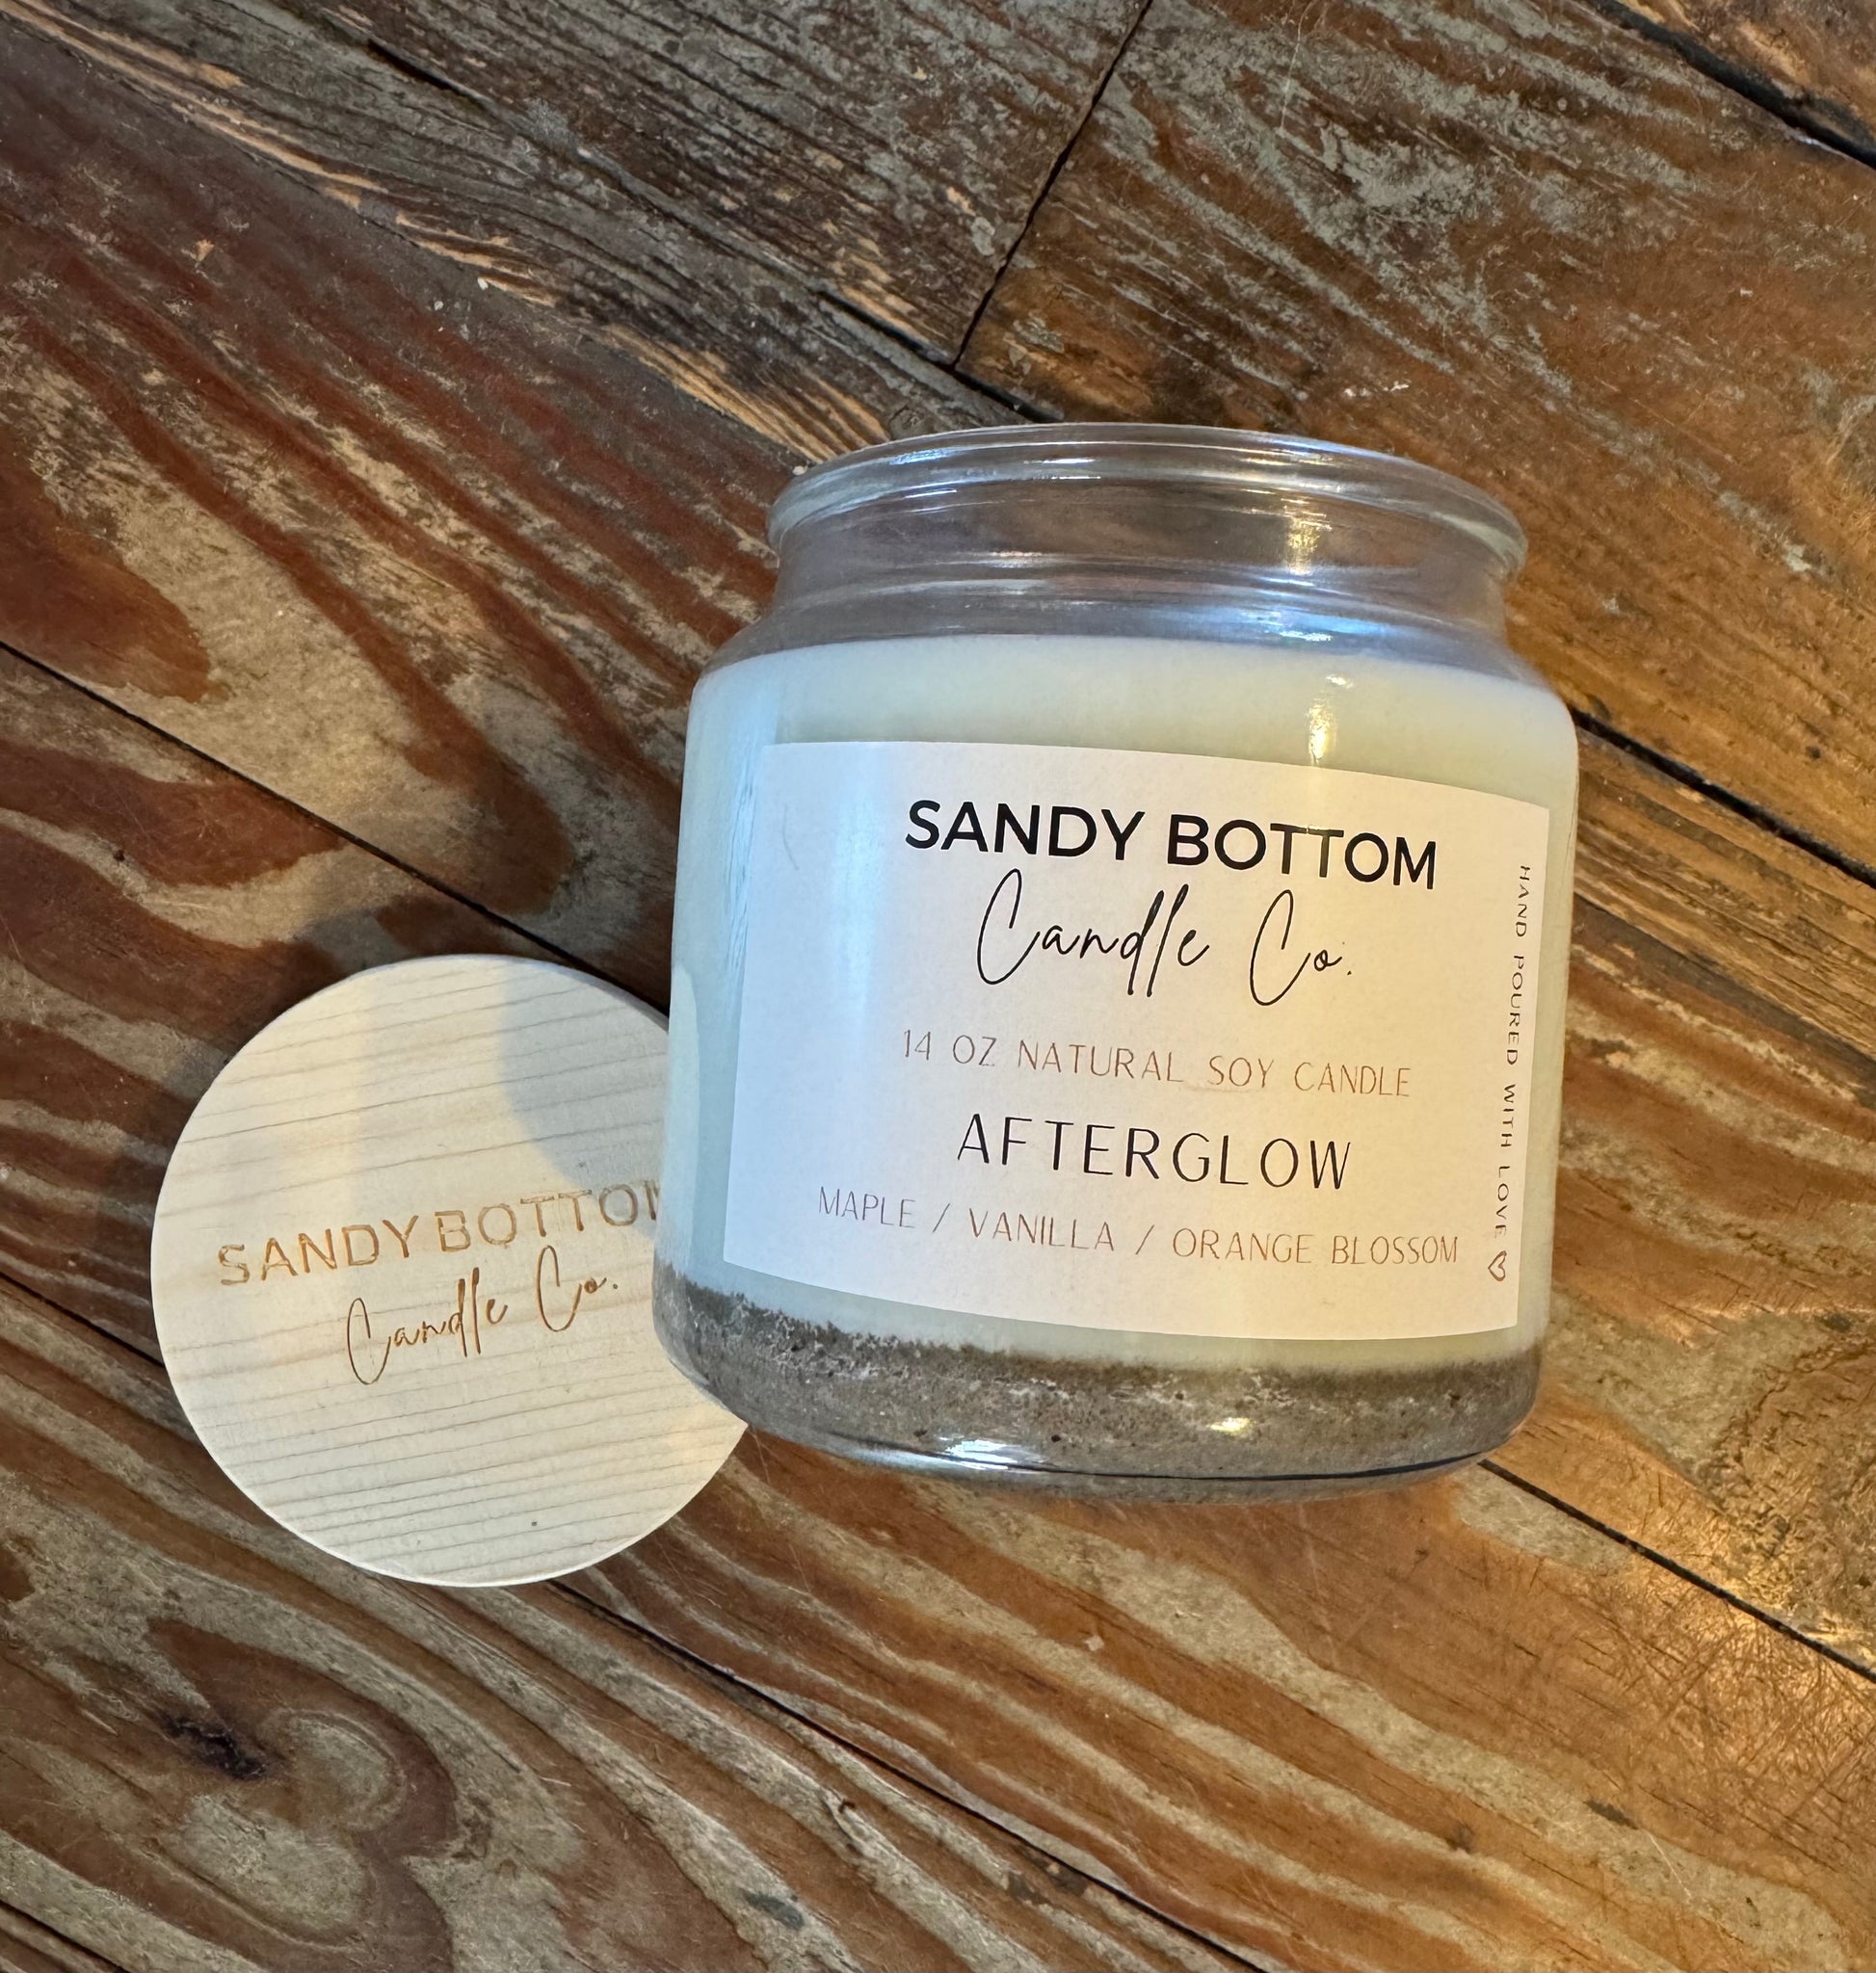 SANDY BOTTOM
Candle Co.
14 OZ NATURAL SOY CANDLE
AFTERGLOW
MAPLE / VANILLA / ORANGE BLOSSOM
HAND POURED WITH LOVE
SANDY BOTTOM
Candle Co.